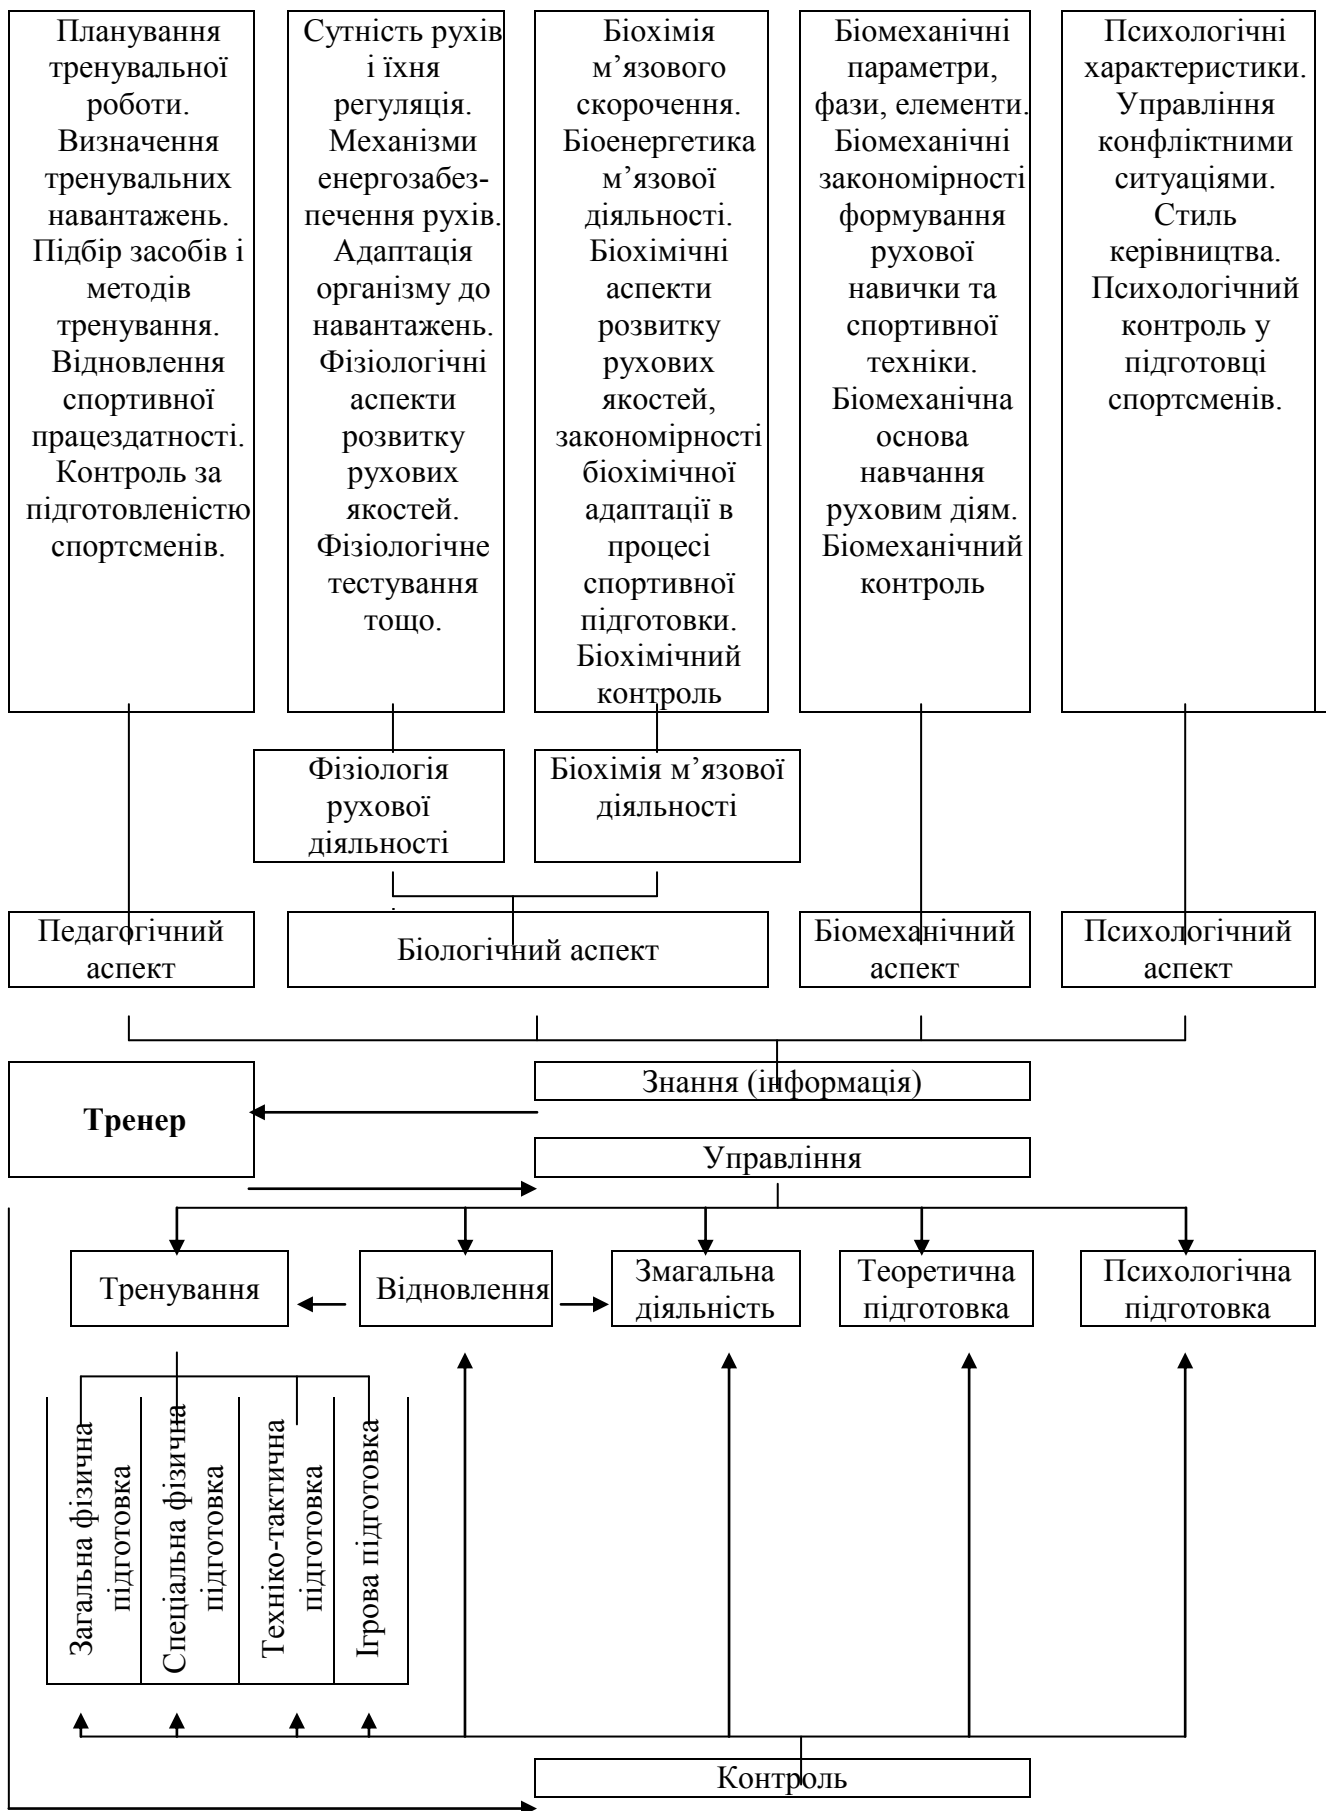 Планування
тренувальної
роботи.
Визначення
тренувальних
навантажень.
Підбір засобів і
методів
тренування.
Відновлення
спортивної
працездатності.
Контроль за
підготовленістю
спортсменів.
Сутність рухів
і їхня
регуляція.
Механізми
енергозабез-
печення рухів.
Адаптація
організму до
навантажень.
Фізіологічні
аспекти
розвитку
рухових
якостей.
Фізіологічне
тестування
тощо.
Біохімія
м’язового
скорочення.
Біоенергетика
м’язової
діяльності.
Біохімічні
аспекти
розвитку
рухових
якостей,
закономірності
біохімічної
адаптації в
процесі
спортивної
підготовки.
Біохімічний
контроль
Біомеханічні
параметри,
фази, елементи.
Біомеханічні
закономірності
формування
рухової
навички та
спортивної
техніки.
Біомеханічна
основа
навчання
руховим діям.
Біомеханічний
контроль
Психологічні
характеристики.
Управління
конфліктними
ситуаціями.
Стиль
керівництва.
Психологічний
контроль у
підготовці
спортсменів.
Фізіологія
рухової
діяльності
Біохімія м’язової
діяльності
Педагогічний
аспект
Біологічний аспект
Біомеханічний
аспект
Психологічний
аспект
Знання (інформація)
Тренер
Управління
Тренування
Відновлення
Змагальна
діяльність
Теоретична
підготовка
Психологічна
підготовка
Загальна фізична
підготовка
Спеціальна фізична
підготовка
Техніко-тактична
підготовка
Ігрова підготовка
Контроль